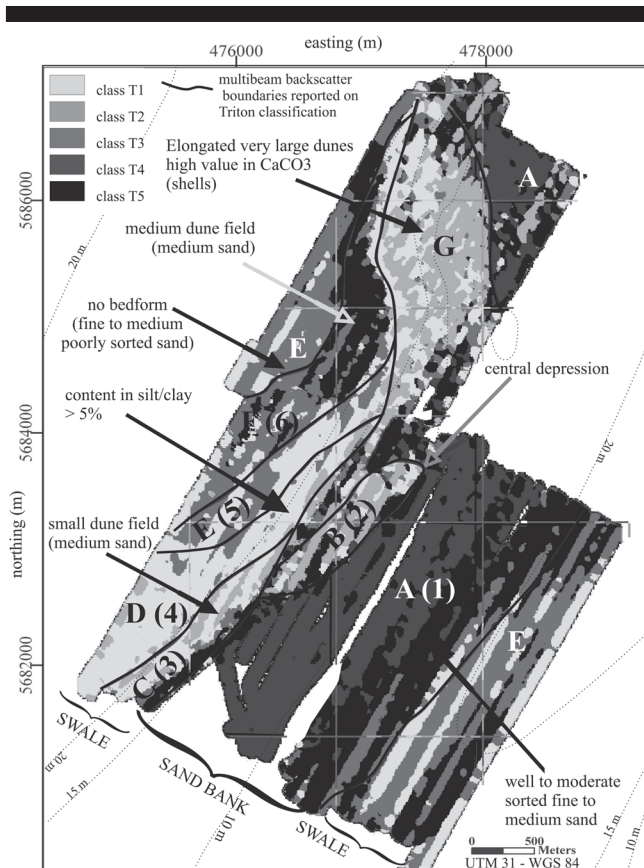 easting (m)
476000
478000
class T1
class T2
class T3
class T4
class T5
multibeam backscatter
boundaries reported on
Triton classification
Elongated very large dunes
high value in CaCO3
(shells)
A
5686000
G
20 m
medium dune field
(medium sand)
no bedform
(fine to medium
poorly sorted sand)
E
central depression
content in silt/clay
> 5%
(6)
5684000
20 m
E (5)
B (2)
small dune field
(medium sand)
northing (m)
A (1)
D (4)
E
C (3)
5682000
SWALE
20 m
15 m
SAND BANK
10 m
SWALE
well to moderate
sorted fine to
medium sand
15 m
10 m
0 500
Meters
UTM 31 - WGS 84